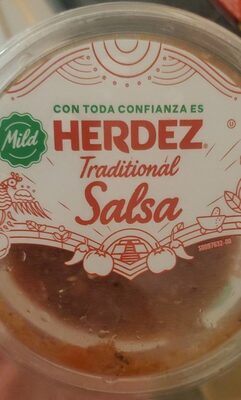 CON TODA CONFIANZA ES
Mild
HERDEZ®
Traditional
Salsa